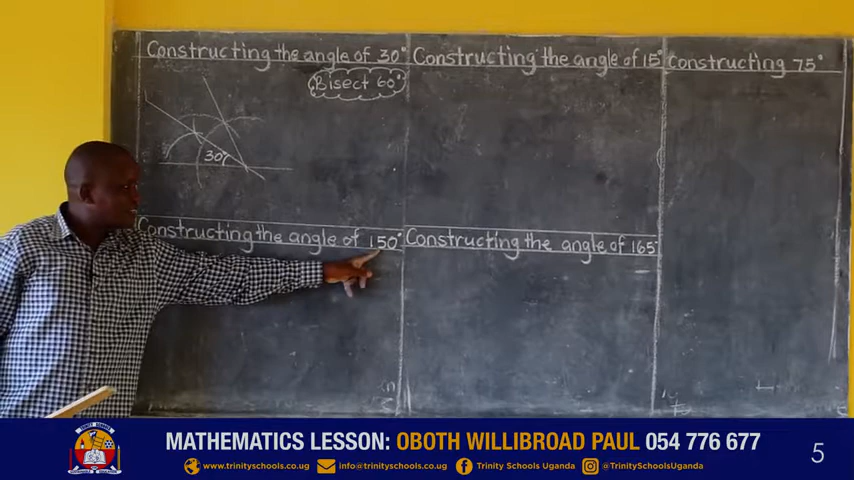 Constructing the angle of 30°
Bisect 60°
30°
Constructing the angle of 15°
Constructing 75°
Constructing the angle of 150°
Constructing the angle of 165°
MATHEMATICS LESSON: OBOTH WILLIBROAD PAUL 054 776 677
www.trinityschools.co.ug info@trinityschools.co.ug Trinity Schools Uganda @TrinitySchoolsUganda
5